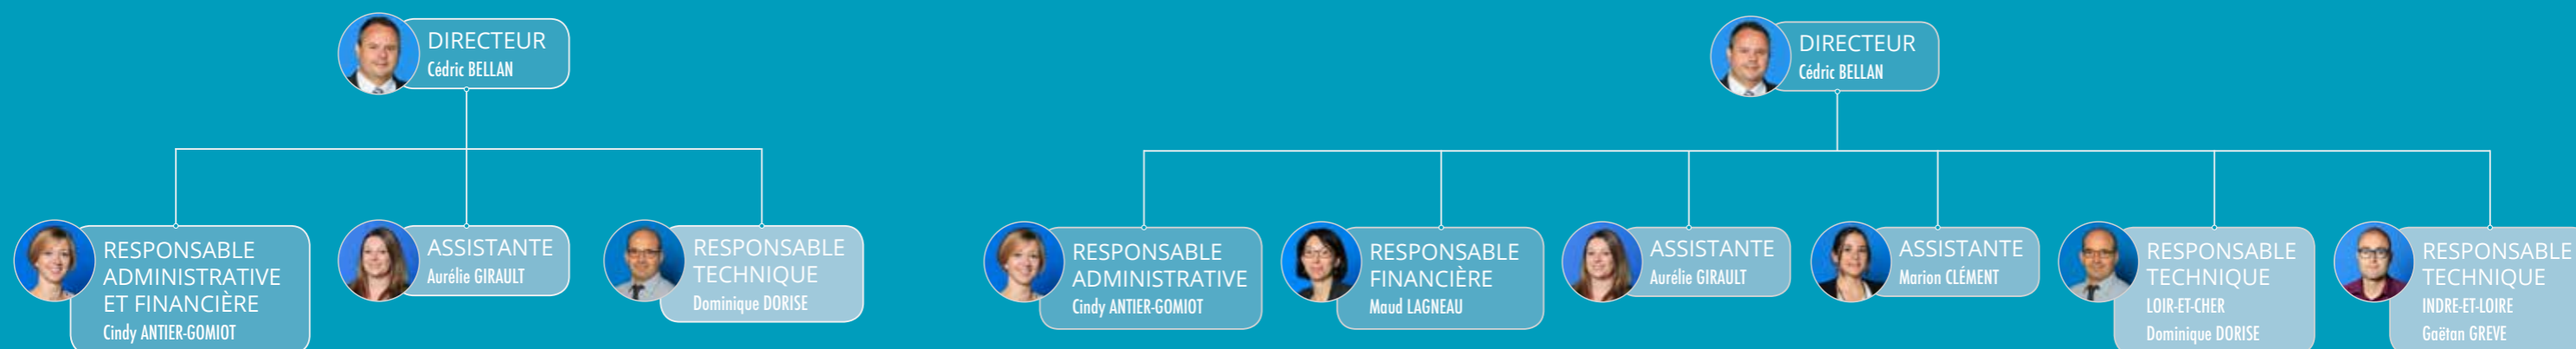 DIRECTEUR
Cédric BELLAN
RESPONSABLE
ADMINISTRATIVE
ET FINANCIÈRE
Cindy ANTIER-GOMIOT
ASSISTANTE
Aurélie GIRAULT
RESPONSABLE
TECHNIQUE
Dominique DORISE
DIRECTEUR
Cédric BELLAN
RESPONSABLE
ADMINISTRATIVE
Cindy ANTIER-GOMIOT
RESPONSABLE
FINANCIÈRE
Maud LAGNEAU
ASSISTANTE
Aurélie GIRAULT
ASSISTANTE
Marion CLÉMENT
RESPONSABLE
TECHNIQUE
LOIR-ET-CHER
Dominique DORISE
RESPONSABLE
TECHNIQUE
INDRE-ET-LOIRE
Gaëtan GREVE